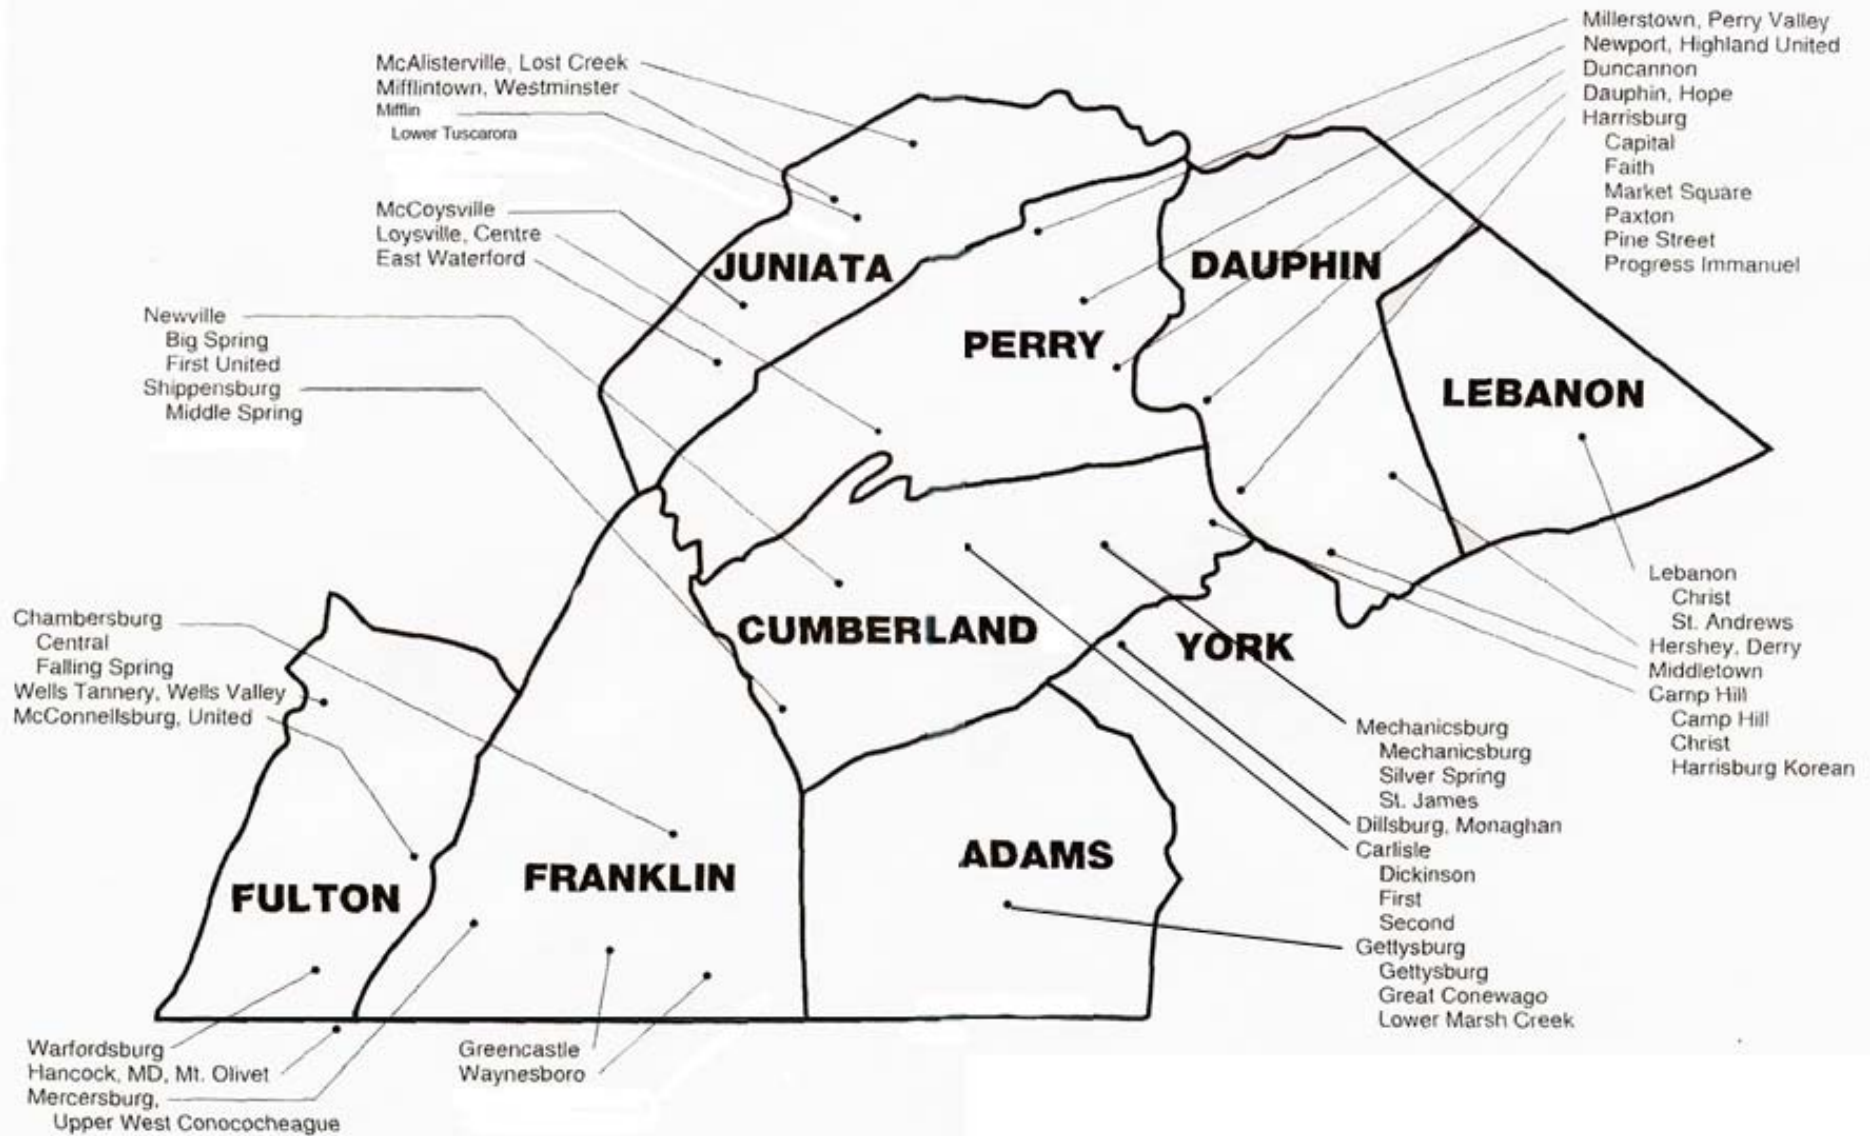 McAlisterville, Lost Creek
Mifflintown, Westminster
Mifflin
Lower Tuscarora
McCoysville
Loysville, Centre
East Waterford
Newville
Big Spring
First United
Shippensburg
Middle Spring
Chambersburg
Central
Falling Spring
Wells Tannery, Wells Valley
McConnellsburg, United
Warfordsburg
Hancock, MD, Mt. Olivet
Mercersburg,
Upper West Conococheague
Greencastle
Waynesboro
JUNIATA
PERRY
DAUPHIN
LEBANON
CUMBERLAND
YORK
ADAMS
FRANKLIN
FULTON
Millerstown, Perry Valley
Newport, Highland United
Duncannon
Dauphin, Hope
Harrisburg
Capital
Faith
Market Square
Paxton
Pine Street
Progress Immanuel
Lebanon
Christ
St. Andrews
Hershey, Derry
Middletown
Camp Hill
Camp Hill
Christ
Harrisburg Korean
Mechanicsburg
Mechanicsburg
Silver Spring
St. James
Dillsburg, Monaghan
Carlisle
Dickinson
First
Second
Gettysburg
Gettysburg
Great Conewago
Lower Marsh Creek